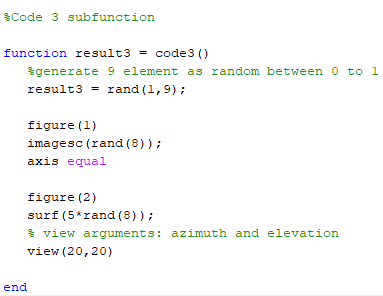 %Code 3 subfunction
function result3 = code3()
%generate 9 element as random between 0 to 1
result3 = rand(1,9);
figure(1)
imagesc(rand(8));
axis equal
figure(2)
surf(5*rand(8));
% view arguments: azimuth and elevation
view(20,20)
end